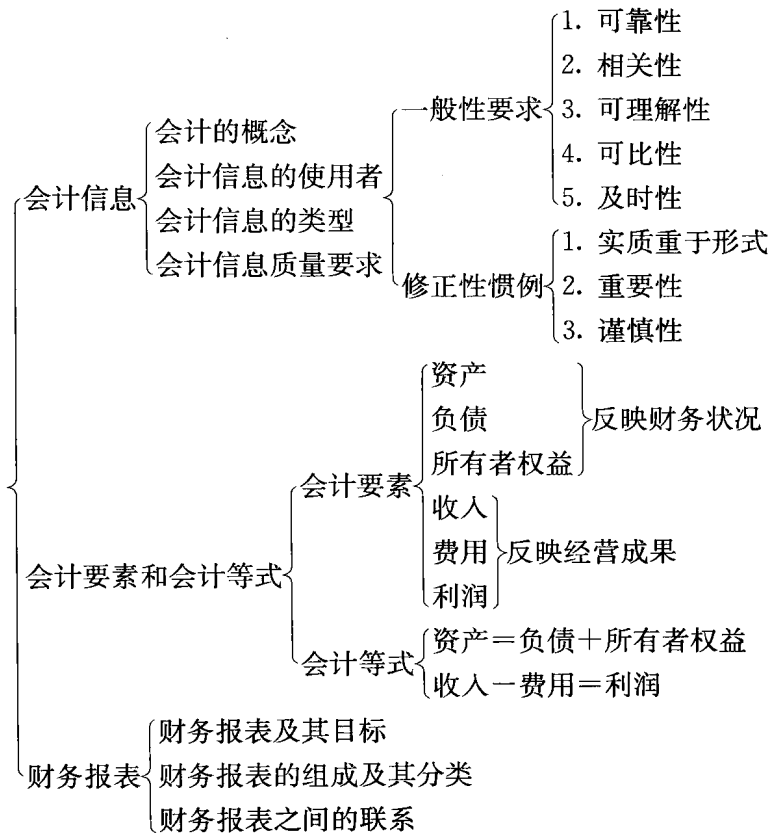 会计信息
会计的概念
会计信息的使用者
会计信息的类型
会计信息质量要求
一般性要求
1. 可靠性
2. 相关性
3. 可理解性
4. 可比性
5. 及时性
修正性惯例
1. 实质重于形式
2. 重要性
3. 谨慎性
会计要素和会计等式
会计要素
资产
负债
所有者权益
反映财务状况
收入
费用
利润
反映经营成果
会计等式
资产=负债+所有者权益
收入-费用=利润
财务报表
财务报表及其目标
财务报表的组成及其分类
财务报表之间的联系